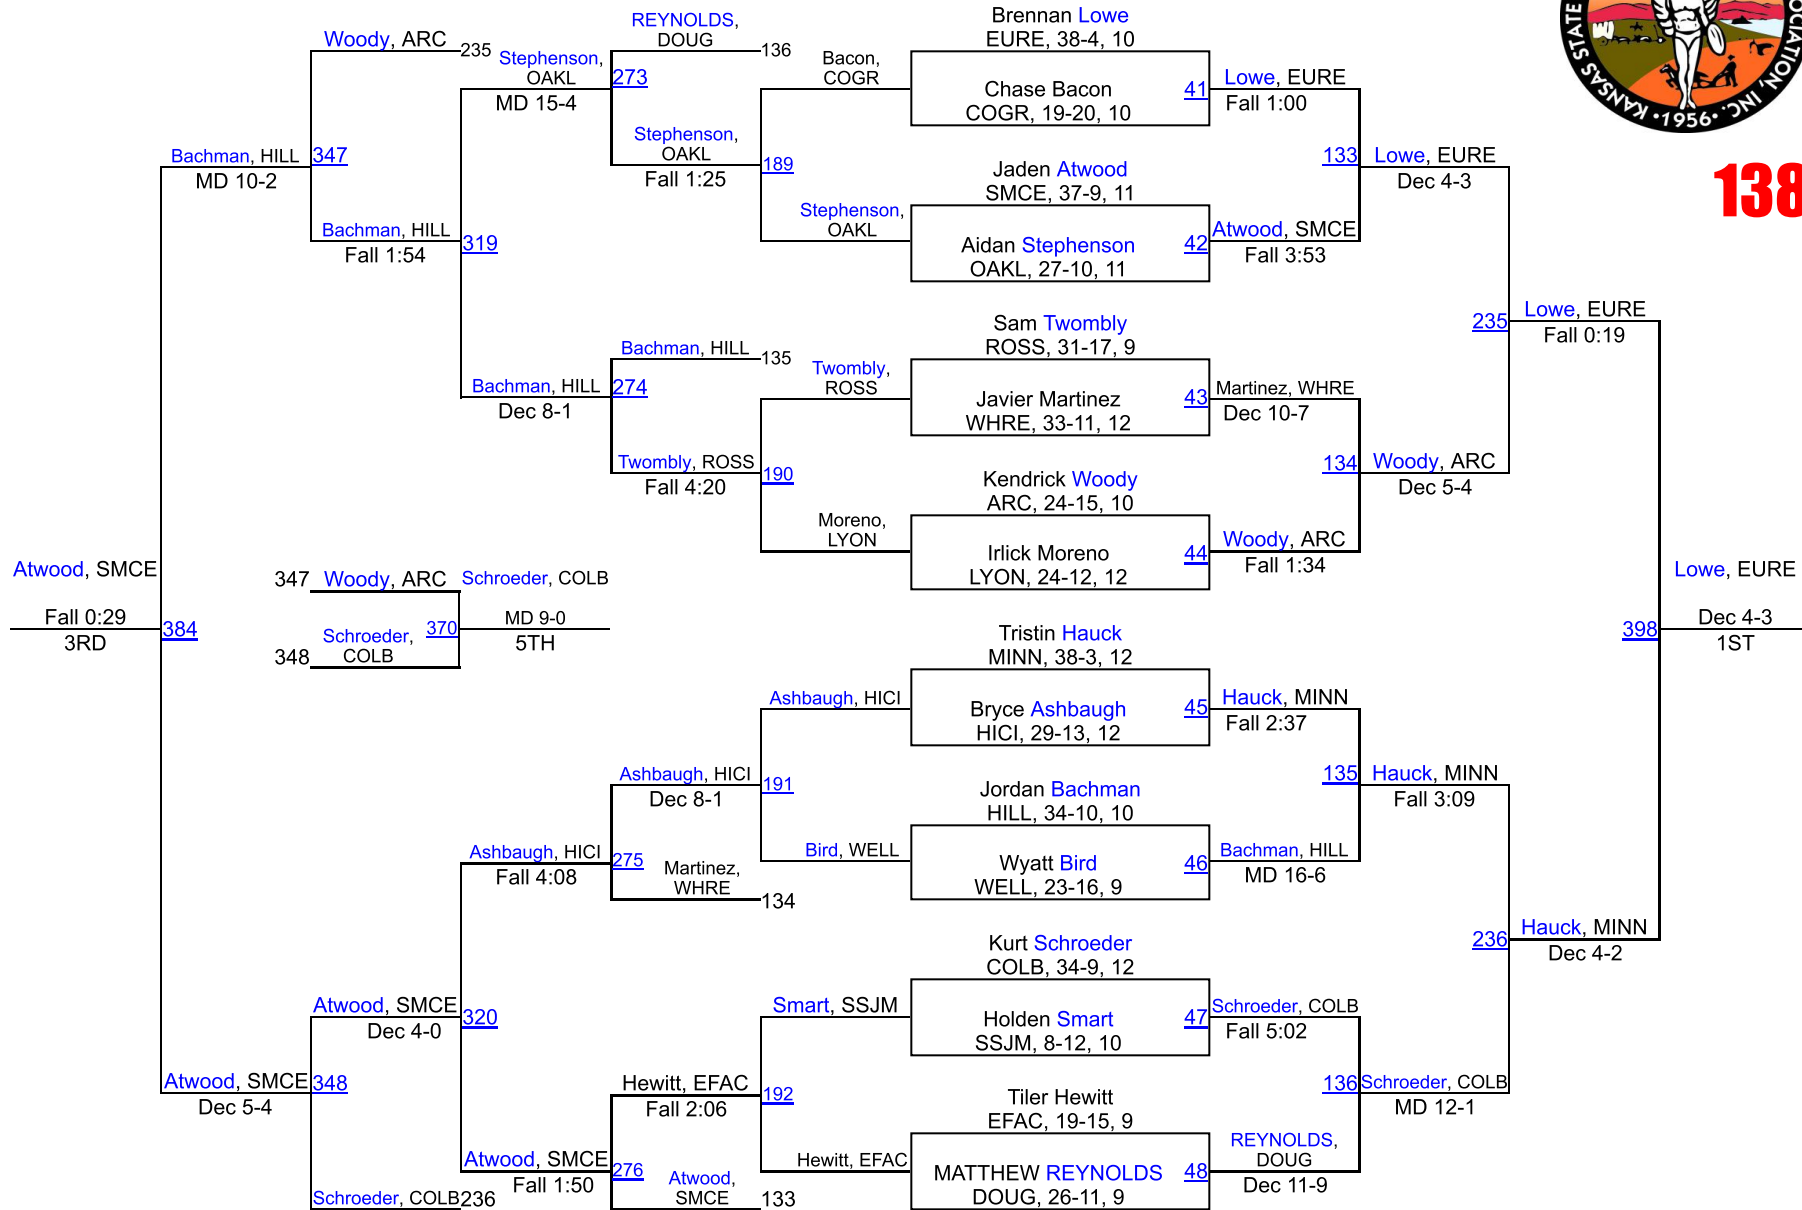 KANSAS STATE
OCIATION, INC.
•1956•
138
Woody, ARC
235
Stephenson,
OAKL
MD 15-4
REYNOLDS,
DOUG
136
273
Stephenson,
OAKL
Fall 1:25
Bacon,
COGR
189
Stephenson,
OAKL
Bachman, HILL
MD 10-2
347
Bachman, HILL
Fall 1:54
319
Bachman, HILL
135
Bachman, HILL
Dec 8-1
274
Twombly,
ROSS
Twombly, ROSS
Fall 4:20
190
Moreno,
LYON
Brennan Lowe
EURE, 38-4, 10
Chase Bacon
COGR, 19-20, 10
41
Lowe, EURE
Fall 1:00
Jaden Atwood
SMCE, 37-9, 11
Aidan Stephenson
OAKL, 27-10, 11
42
Atwood, SMCE
Fall 3:53
133
Lowe, EURE
Dec 4-3
Sam Twombly
ROSS, 31-17, 9
Javier Martinez
WHRE, 33-11, 12
43
Martinez, WHRE
Dec 10-7
Kendrick Woody
ARC, 24-15, 10
Irlick Moreno
LYON, 24-12, 12
44
Woody, ARC
Fall 1:34
134
Woody, ARC
Dec 5-4
235
Lowe, EURE
Fall 0:19
Atwood, SMCE
Fall 0:29
3RD
384
347
Woody, ARC
348
Schroeder,
COLB
370
Schroeder, COLB
MD 9-0
5TH
Lowe, EURE
398
Dec 4-3
1ST
Tristin Hauck
MINN, 38-3, 12
Bryce Ashbaugh
HICI, 29-13, 12
45
Hauck, MINN
Fall 2:37
Jordan Bachman
HILL, 34-10, 10
Wyatt Bird
WELL, 23-16, 9
46
Bachman, HILL
MD 16-6
135
Hauck, MINN
Fall 3:09
Kurt Schroeder
COLB, 34-9, 12
Holden Smart
SSJM, 8-12, 10
47
Schroeder, COLB
Fall 5:02
Tiler Hewitt
EFAC, 19-15, 9
MATTHEW REYNOLDS
DOUG, 26-11, 9
48
REYNOLDS,
DOUG
Dec 11-9
136
Schroeder, COLB
MD 12-1
236
Hauck, MINN
Dec 4-2
Ashbaugh, HICI
191
Bird, WELL
Ashbaugh, HICI
Dec 8-1
275
Martinez,
WHRE
134
Ashbaugh, HICI
Fall 4:08
Smart, SSJM
192
Hewitt, EFAC
Hewitt, EFAC
Fall 2:06
276
Atwood,
SMCE
133
Atwood, SMCE
Fall 1:50
320
Atwood, SMCE
Dec 4-0
348
Schroeder, COLB
236
Atwood, SMCE
Dec 5-4